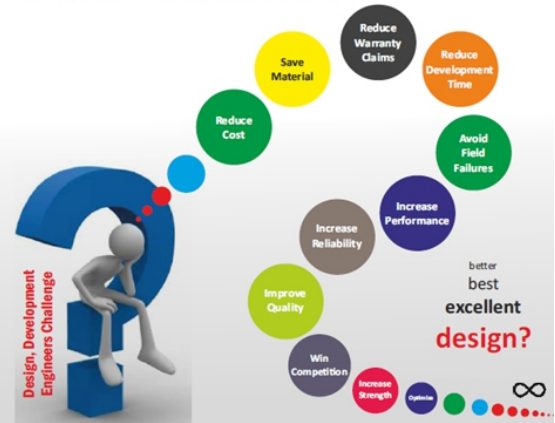 Reduce
Warranty
Claims
Save
Material
Reduce
Development
Time
Reduce
Cost
Avoid
Field
Failures
Increase
Performance
Increase
Reliability
Improve
Quality
Win
Competition
Increase
Strength
Optimise
better
best
excellent
design?
∞
Design, Development
Engineers Challenge